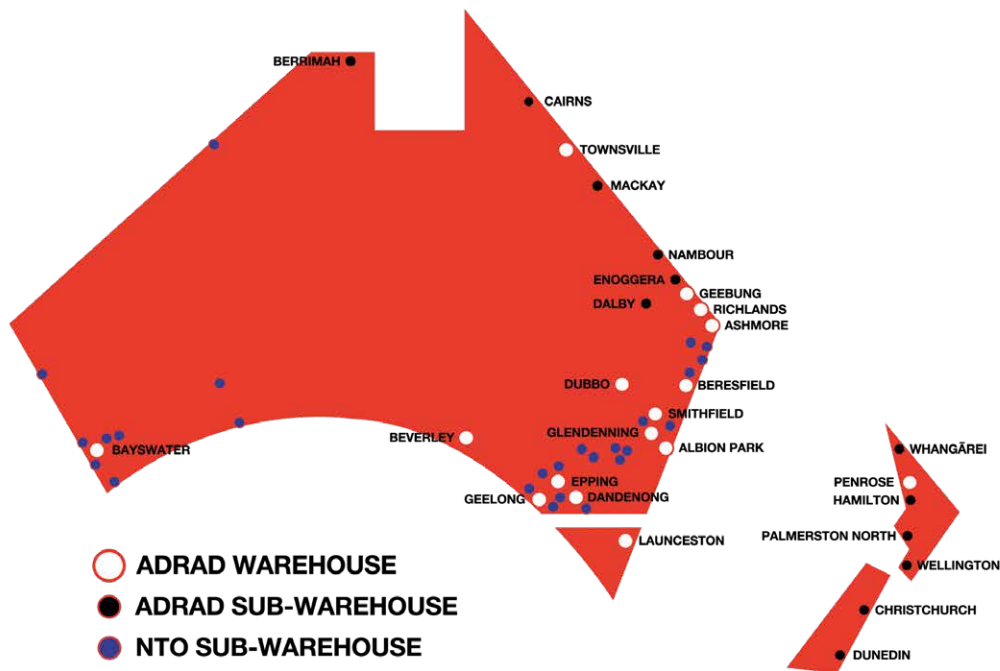 BERRIMAH
CAIRNS
TOWNSVILLE
MACKAY
NAMBOUR
ENOGGERA
GEEBUNG
DALBY
RICHLANDS
ASHMORE
DUBBO
BERESFIELD
SMITHFIELD
GLENDENNING
BEVERLEY
ALBION PARK
BAYSWATER
WHANGĀREI
EPPING
PENROSE
GEELONG
DANDENONG
HAMILTON
PALMERSTON NORTH
LAUNCESTON
WELLINGTON
ADRAD WAREHOUSE
ADRAD SUB-WAREHOUSE
CHRISTCHURCH
NTO SUB-WAREHOUSE
DUNEDIN